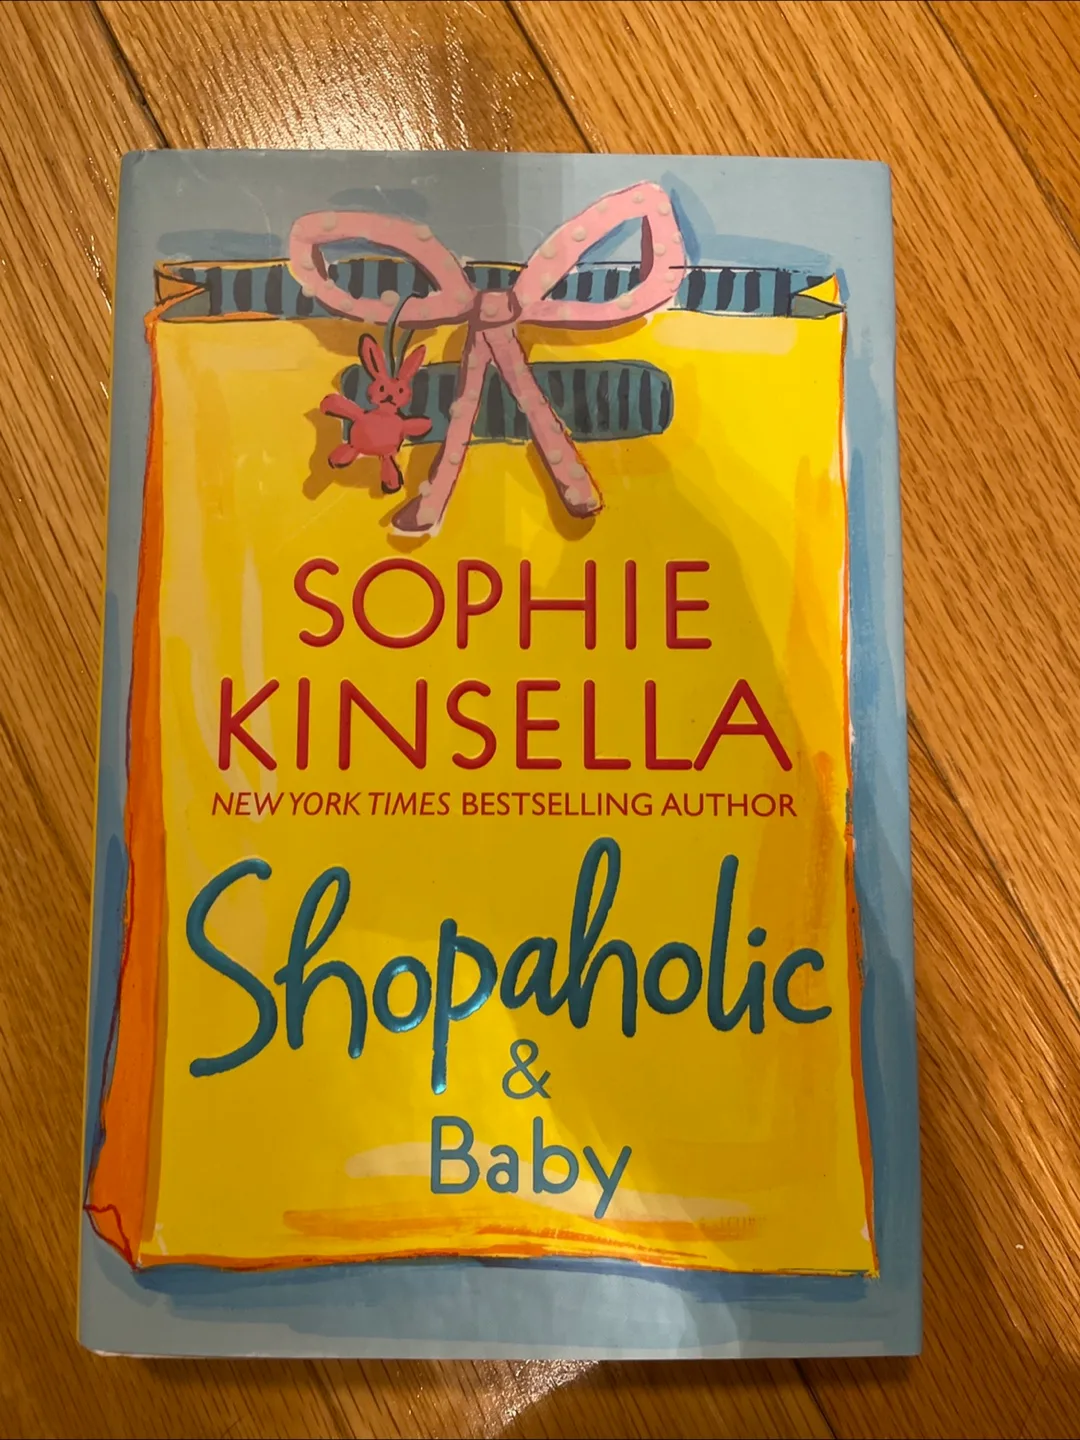 SOPHIE
KINSELLA
NEW YORK TIMES BESTSELLING AUTHOR
Shopaholic
&
Baby